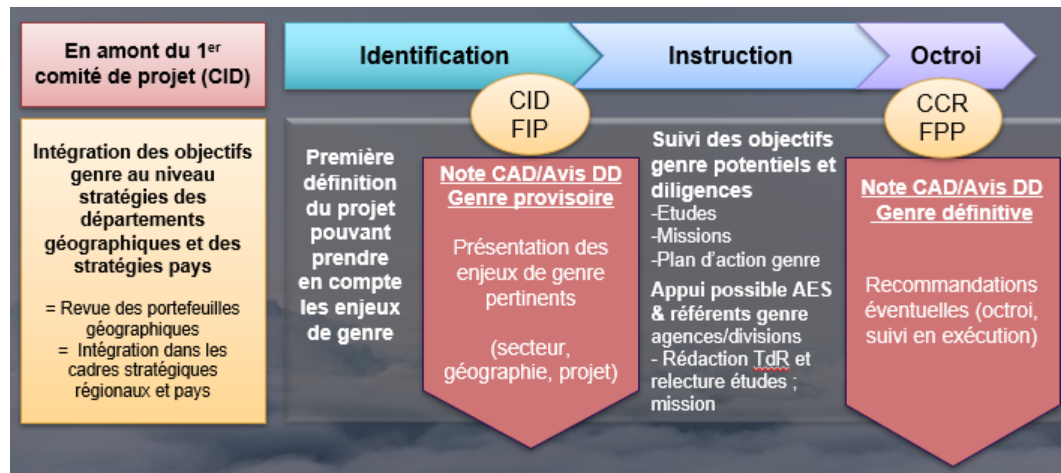 En amont du 1er
comité de projet (CID)
Intégration des objectifs
genre au niveau
stratégies des
départements
géographiques et des
stratégies pays
= Revue des portefeuilles
géographiques
= Intégration dans les
cadres stratégiques
régionaux et pays
Identification
Instruction
Octroi
CID
FIP
CCR
FPP
Première
définition
du projet
pouvant
prendre
en compte
les enjeux
de genre
Note CAD/Avis DD
Genre provisoire
Présentation des
enjeux de genre
pertinents
(secteur,
géographie, projet)
Suivi des objectifs
genre potentiels et
diligences
-Etudes
-Missions
-Plan d'action genre
Appui possible AES
& référents genre
agences/divisions
- Rédaction TdR et
relecture études ;
mission
Note CAD/Avis DD
Genre définitive
Recommandations
éventuelles (octroi,
suivi en exécution)